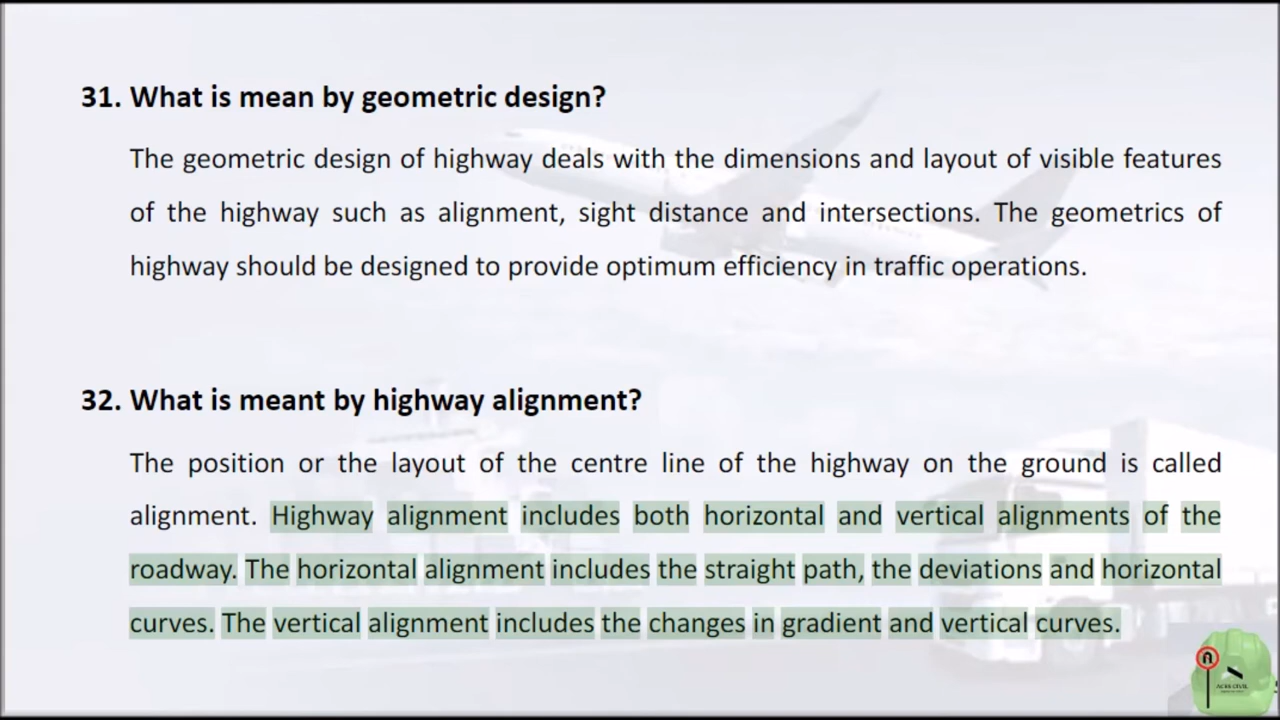 31. What is mean by geometric design?
The geometric design of highway deals with the dimensions and layout of visible features
of the highway such as alignment, sight distance and intersections. The geometrics of
highway should be designed to provide optimum efficiency in traffic operations.
32. What is meant by highway alignment?
The position or the layout of the centre line of the highway on the ground is called
alignment. Highway alignment includes both horizontal and vertical alignments of the
roadway. The horizontal alignment includes the straight path, the deviations and horizontal
curves. The vertical alignment includes the changes in gradient and vertical curves.